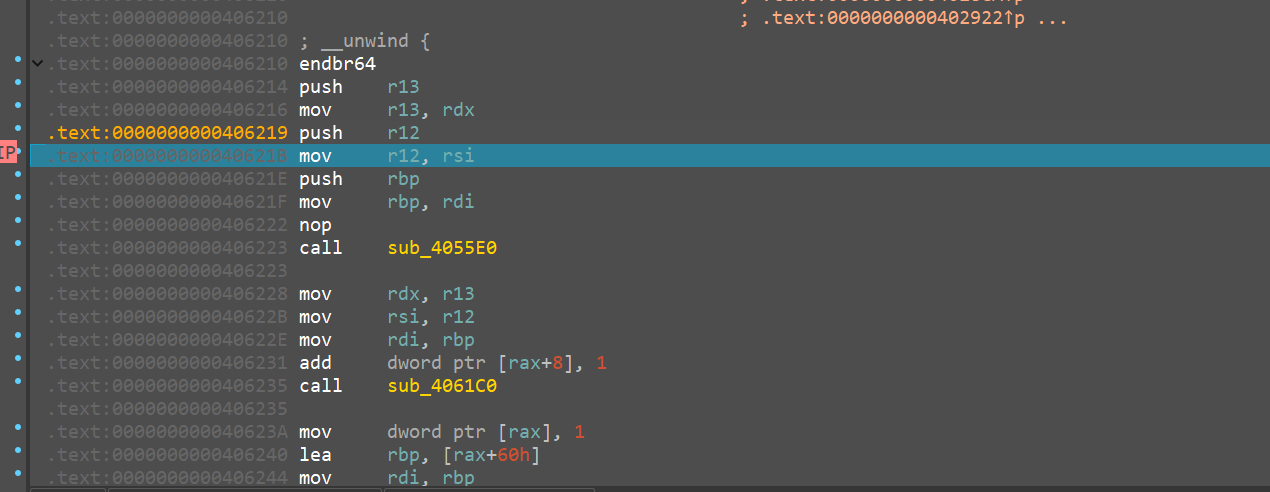 .text:0000000000406210 ; .text:0000000000402922↑p ...
.text:0000000000406210 ; __unwind {
.text:0000000000406210 endbr64
.text:0000000000406214 push r13
.text:0000000000406216 mov r13, rdx
.text:0000000000406219 push r12
IP .text:000000000040621B mov r12, rsi
.text:000000000040621E push rbp
.text:000000000040621F mov rbp, rdi
.text:0000000000406222 nop
.text:0000000000406223 call sub_4055E0
.text:0000000000406223
.text:0000000000406228 mov rdx, r13
.text:000000000040622B mov rsi, r12
.text:000000000040622E mov rdi, rbp
.text:0000000000406231 add dword ptr [rax+8], 1
.text:0000000000406235 call sub_4061C0
.text:0000000000406235
.text:000000000040623A mov dword ptr [rax], 1
.text:0000000000406240 lea rbp, [rax+60h]
.text:0000000000406244 mov rdi, rbp